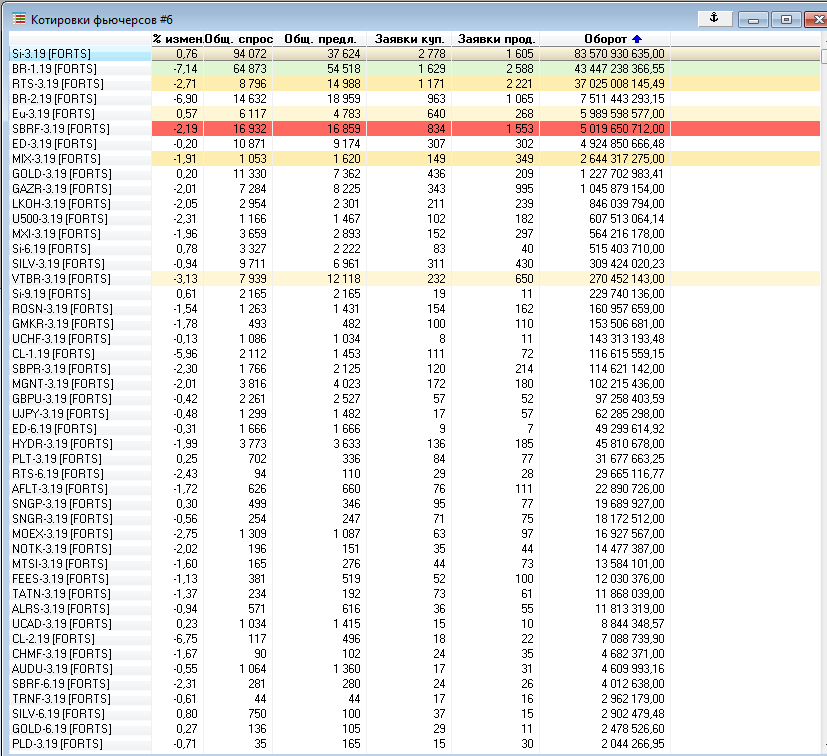 Котировки фьючерсов #6
% измен. Общ. спрос Общ. предл. Заявки куп. Заявки прод. Оборот
Si-3.19 [FORTS] 0,76 94 072 37 624 2 778 1 605 83 570 930 635,00
BR-1.19 [FORTS] -7,14 64 873 54 518 1 629 2 588 43 447 238 366,55
RTS-3.19 [FORTS] -2,71 8 796 14 988 1 171 2 221 37 025 008 145,49
BR-2.19 [FORTS] -6,90 14 632 18 959 963 1 065 7 511 443 293,15
Eu-3.19 [FORTS] 0,57 6 117 4 783 640 268 5 989 598 577,00
SBRF-3.19 [FORTS] -2,19 16 932 16 859 834 1 553 5 019 650 712,00
ED-3.19 [FORTS] -0,20 10 871 9 174 307 302 4 924 850 666,48
MIX-3.19 [FORTS] -1,91 1 053 1 620 149 349 2 644 317 275,00
GOLD-3.19 [FORTS] 0,20 11 330 7 362 436 209 1 227 702 983,41
GAZR-3.19 [FORTS] -2,01 7 284 8 225 343 995 1 045 879 154,00
LKOH-3.19 [FORTS] -2,05 2 954 2 301 211 239 846 039 794,00
U500-3.19 [FORTS] -2,31 1 166 1 467 102 182 607 513 064,14
MXI-3.19 [FORTS] -1,96 3 659 2 893 152 297 564 216 178,00
Si-6.19 [FORTS] 0,78 3 327 2 222 83 40 515 403 710,00
SILV-3.19 [FORTS] -0,94 9 711 6 961 311 430 309 424 020,23
VTBR-3.19 [FORTS] -3,13 7 939 12 118 232 650 270 452 143,00
Si-9.19 [FORTS] 0,61 2 165 2 165 19 11 229 740 136,00
ROSN-3.19 [FORTS] -1,54 1 263 1 431 154 162 160 957 659,00
GMKR-3.19 [FORTS] -1,78 493 482 100 110 153 506 681,00
UCHF-3.19 [FORTS] -0,13 1 086 1 034 8 11 143 313 193,48
CL-1.19 [FORTS] -5,96 2 112 1 453 111 72 116 615 559,15
SBPR-3.19 [FORTS] -2,30 1 766 2 125 120 214 114 621 142,00
MGNT-3.19 [FORTS] -2,01 3 816 4 023 172 180 102 215 436,00
GBPU-3.19 [FORTS] -0,42 2 261 2 527 57 52 97 258 403,59
UJPY-3.19 [FORTS] -0,48 1 299 1 482 17 57 62 285 298,00
ED-6.19 [FORTS] -0,31 1 666 1 666 9 7 49 299 614,92
HYDR-3.19 [FORTS] -1,99 3 773 3 633 136 185 45 810 678,00
PLT-3.19 [FORTS] 0,25 702 336 84 77 31 677 663,25
RTS-6.19 [FORTS] -2,43 94 110 29 28 29 665 116,77
AFLT-3.19 [FORTS] -1,72 626 660 76 111 22 890 726,00
SNGP-3.19 [FORTS] 0,30 499 346 95 77 19 689 927,00
SNGR-3.19 [FORTS] -0,56 254 247 71 75 18 172 512,00
MOEX-3.19 [FORTS] -2,75 1 309 1 087 63 97 16 927 567,00
NOTK-3.19 [FORTS] -2,02 196 151 35 44 14 477 387,00
MTSI-3.19 [FORTS] -1,60 165 276 44 73 13 584 101,00
FEES-3.19 [FORTS] -1,13 381 519 52 100 12 030 376,00
TATN-3.19 [FORTS] -1,37 234 192 73 61 11 868 039,00
ALRS-3.19 [FORTS] -0,94 571 616 36 55 11 813 319,00
UCAD-3.19 [FORTS] 0,23 1 034 1 415 15 10 8 844 348,57
CL-2.19 [FORTS] -6,75 117 496 18 22 7 088 739,90
CHMF-3.19 [FORTS] -1,67 90 102 24 35 4 682 371,00
AUDU-3.19 [FORTS] -0,55 1 064 1 360 17 31 4 609 993,16
SBRF-6.19 [FORTS] -2,31 281 280 24 26 4 012 638,00
TRNF-3.19 [FORTS] -0,61 44 44 17 16 2 962 179,00
SILV-6.19 [FORTS] 0,80 750 100 37 15 2 902 479,48
GOLD-6.19 [FORTS] 0,27 136 105 29 11 2 478 526,60
PLD-3.19 [FORTS] -0,71 35 165 15 30 2 044 266,95